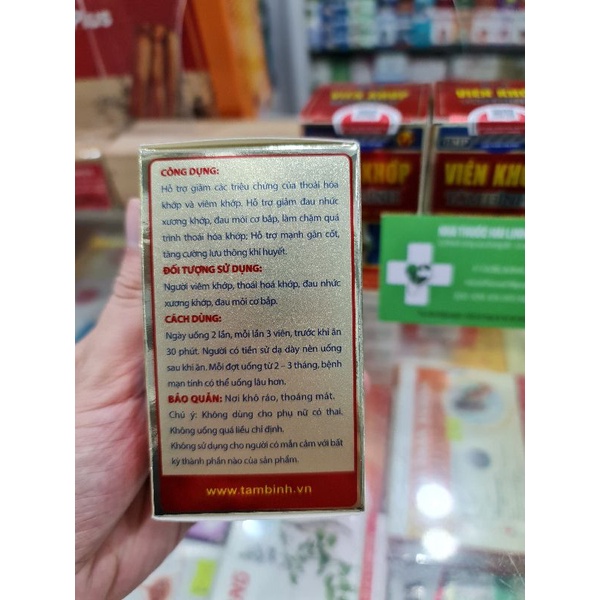 Plus
VIÊN KHỚP
VIÊN KHỚP
CÔNG DỤNG:
Hỗ trợ giảm các triệu chứng của thoái hóa
khớp và viêm khớp. Hỗ trợ giảm đau nhức
xương khớp, đau mỏi cơ bắp, làm chậm quá
trình thoái hóa khớp; Hỗ trợ mạnh gân cốt,
tăng cường lưu thông khí huyết.
ĐỐI TƯỢNG SỬ DỤNG:
Người viêm khớp, thoái hoá khớp, đau nhức
xương khớp, đau mỏi cơ bắp.
CÁCH DÙNG:
Ngày uống 2 lần, mỗi lần 3 viên, trước khi ăn
30 phút. Người có tiền sử dạ dày nên uống
sau khi ăn. Mỗi đợt uống từ 2 – 3 tháng, bệnh
mạn tính có thể uống lâu hơn.
BẢO QUẢN: Nơi khô ráo, thoáng mát.
Chú ý: Không dùng cho phụ nữ có thai.
Không uống quá liều chỉ định.
Không sử dụng cho người có mẫn cảm với bất
kỳ thành phần nào của sản phẩm.
www.tambinh.vn
VIÊN KHỚP
NHÀ THUỐC